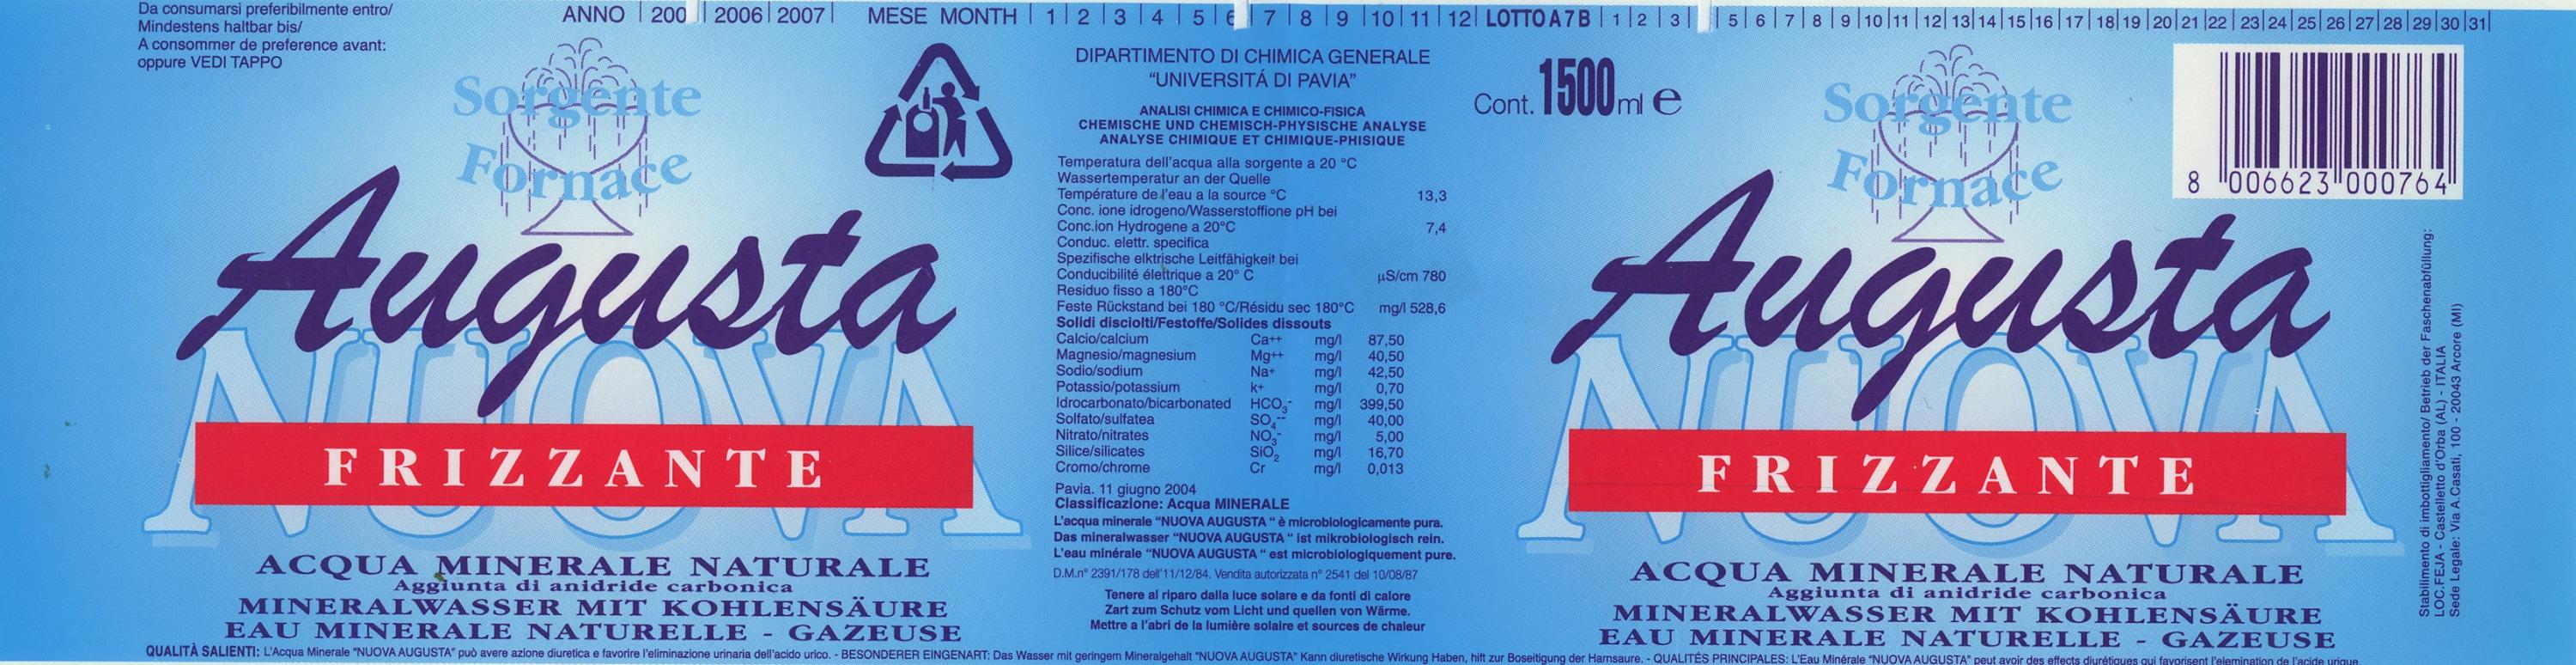 Da consumarsi preferibilmente entro/
Mindestens haltbar bis/
A consommer de preference avant:
oppure VEDI TAPPO
ANNO | 200 | 2006 | 2007 |
MESE MONTH | 1 | 2 | 3 | 4 | 5 | 6 | 7 | 8 | 9 | 10 | 11 | 12 | LOTTO A 7 B | 1 | 2 | 3 | 5 | 6 | 7 | 8 | 9 | 10 | 11 | 12 | 13 | 14 | 15 | 16 | 17 | 18 | 19 | 20 | 21 | 22 | 23 | 24 | 25 | 26 | 27 | 28 | 29 | 30 | 31 |
Sorgente
Fornace
Augusta
NUOVA
FRIZZANTE
ACQUA MINERALE NATURALE
Aggiunta di anidride carbonica
MINERALWASSER MIT KOHLENSÄURE
EAU MINERALE NATURELLE - GAZEUSE
DIPARTIMENTO DI CHIMICA GENERALE
"UNIVERSITÁ DI PAVIA"
ANALISI CHIMICA E CHIMICO-FISICA
CHEMISCHE UND CHEMISCH-PHYSISCHE ANALYSE
ANALYSE CHIMIQUE ET CHIMIQUE-PHISIQUE
Temperatura dell'acqua alla sorgente a 20 °C
Wassertemperatur an der Quelle
Température de l'eau a la source °C 13,3
Conc. ione idrogeno/Wasserstoffione pH bei
Conc.ion Hydrogene a 20°C 7,4
Conduc. elettr. specifica
Spezifische elktrische Leitfähigkeit bei
Conducibilité élettrique a 20° C µS/cm 780
Residuo fisso a 180°C
Feste Rückstand bei 180 °C/Résidu sec 180°C mg/l 528,6
Solidi disciolti/Festoffe/Solides dissouts
Calcio/calcium Ca++ mg/l 87,50
Magnesio/magnesium Mg++ mg/l 40,50
Sodio/sodium Na+ mg/l 42,50
Potassio/potassium k+ mg/l 0,70
Idrocarbonato/bicarbonated HCO3- mg/l 399,50
Solfato/sulfatea SO4-- mg/l 40,00
Nitrato/nitrates NO3- mg/l 5,00
Silice/silicates SiO2 mg/l 16,70
Cromo/chrome Cr mg/l 0,013
Pavia. 11 giugno 2004
Classificazione: Acqua MINERALE
L'acqua minerale "NUOVA AUGUSTA " è microbiologicamente pura.
Das mineralwasser "NUOVA AUGUSTA " ist mikrobiologisch rein.
L'eau minérale "NUOVA AUGUSTA " est microbiologiquement pure.
D.M.n° 2391/178 dell'11/12/84. Vendita autorizzata n° 2541 del 10/08/87
Tenere al riparo dalla luce solare e da fonti di calore
Zart zum Schutz vom Licht und quellen von Wärme.
Mettre a l'abri de la lumière solaire et sources de chaleur
Cont. 1500 ml e
Sorgente
Fornace
Augusta
NUOVA
FRIZZANTE
ACQUA MINERALE NATURALE
Aggiunta di anidride carbonica
MINERALWASSER MIT KOHLENSÄURE
EAU MINERALE NATURELLE - GAZEUSE
8 006623 000764
Stabilimento di imbottigliamento/ Betrieb der Faschenabfüllung:
LOC.FEJA - Castelletto d'Orba (AL) - ITALIA
Sede Legale: Via A.Casati, 100 - 20043 Arcore (MI)
QUALITÀ SALIENTI: L'Acqua Minerale "NUOVA AUGUSTA" può avere azione diuretica e favorire l'eliminazione urinaria dell'acido urico. - BESONDERER EINGENART: Das Wasser mit geringem Mineralgehalt "NUOVA AUGUSTA" Kann diuretische Wirkung Haben, hift zur Boseitigung der Harnsaure. - QUALITÉS PRINCIPALES: L'Eau Minérale "NUOVA AUGUSTA" peut avoir des effects diurétiques qui favorisent l'elemination de l'acide urique.